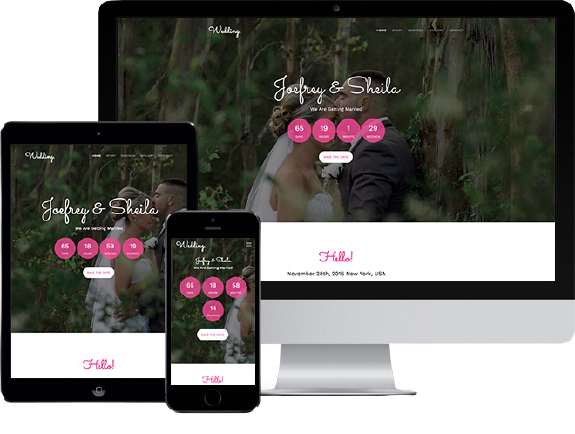 Wedding.
HOME STORY SERVICES GALLERY CONTACT
Joefrey & Sheila
We Are Getting Married
65 19 1 29
DAYS HOURS MINUTE SECONDS
SAVE THE DATE
Hello!
November 28th, 2016 New York, USA
Wedding.
HOME STORY SERVICES GALLERY CONTACT
Joefrey & Sheila
We Are Getting Married
65 18 59 19
DAYS HOURS MINUTES SECONDS
SAVE THE DATE
Hello!
Wedding.
Joefrey & Sheila
We Are Getting Married
65 18 58
DAYS HOURS MINUTES
14
SECONDS
SAVE THE DATE
Hello!